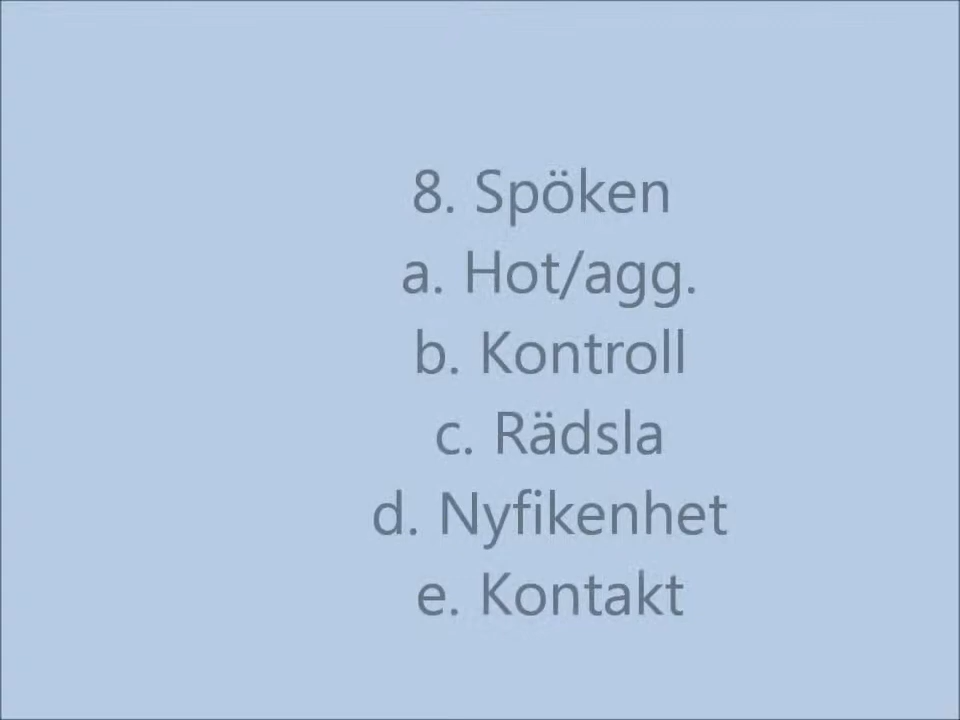 8. Spöken
a. Hot/agg.
b. Kontroll
c. Rädsla
d. Nyfikenhet
e. Kontakt